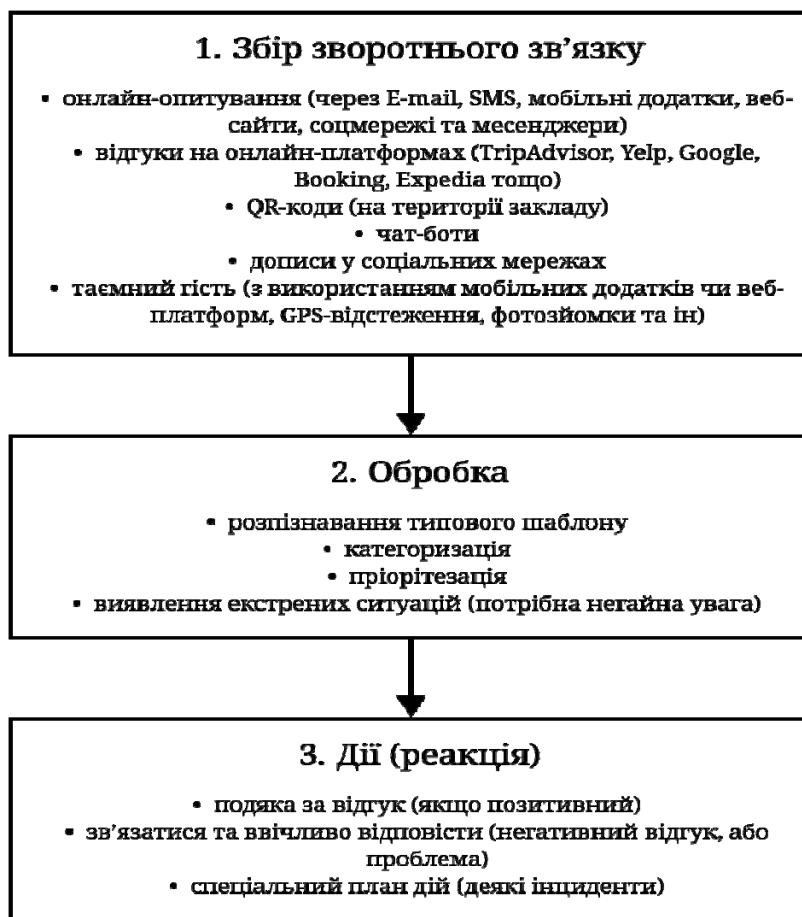 1. Збір зворотнього зв’язку
• онлайн-опитування (через E-mail, SMS, мобільні додатки, веб-
сайти, соцмережі та месенджери)
• відгуки на онлайн-платформах (TripAdvisor, Yelp, Google,
Booking, Expedia тощо)
• QR-коди (на території закладу)
• чат-боти
• дописи у соціальних мережах
• таємний гість (з використанням мобільних додатків чи веб-
платформ, GPS-відстеження, фотозйомки та ін)
2. Обробка
• розпізнавання типового шаблону
• категоризація
• пріорітезація
• виявлення екстрених ситуацій (потрібна негайна увага)
3. Дії (реакція)
• подяка за відгук (якщо позитивний)
• зв’язатися та ввічливо відповісти (негативний відгук, або
проблема)
• спеціальний план дій (деякі інциденти)